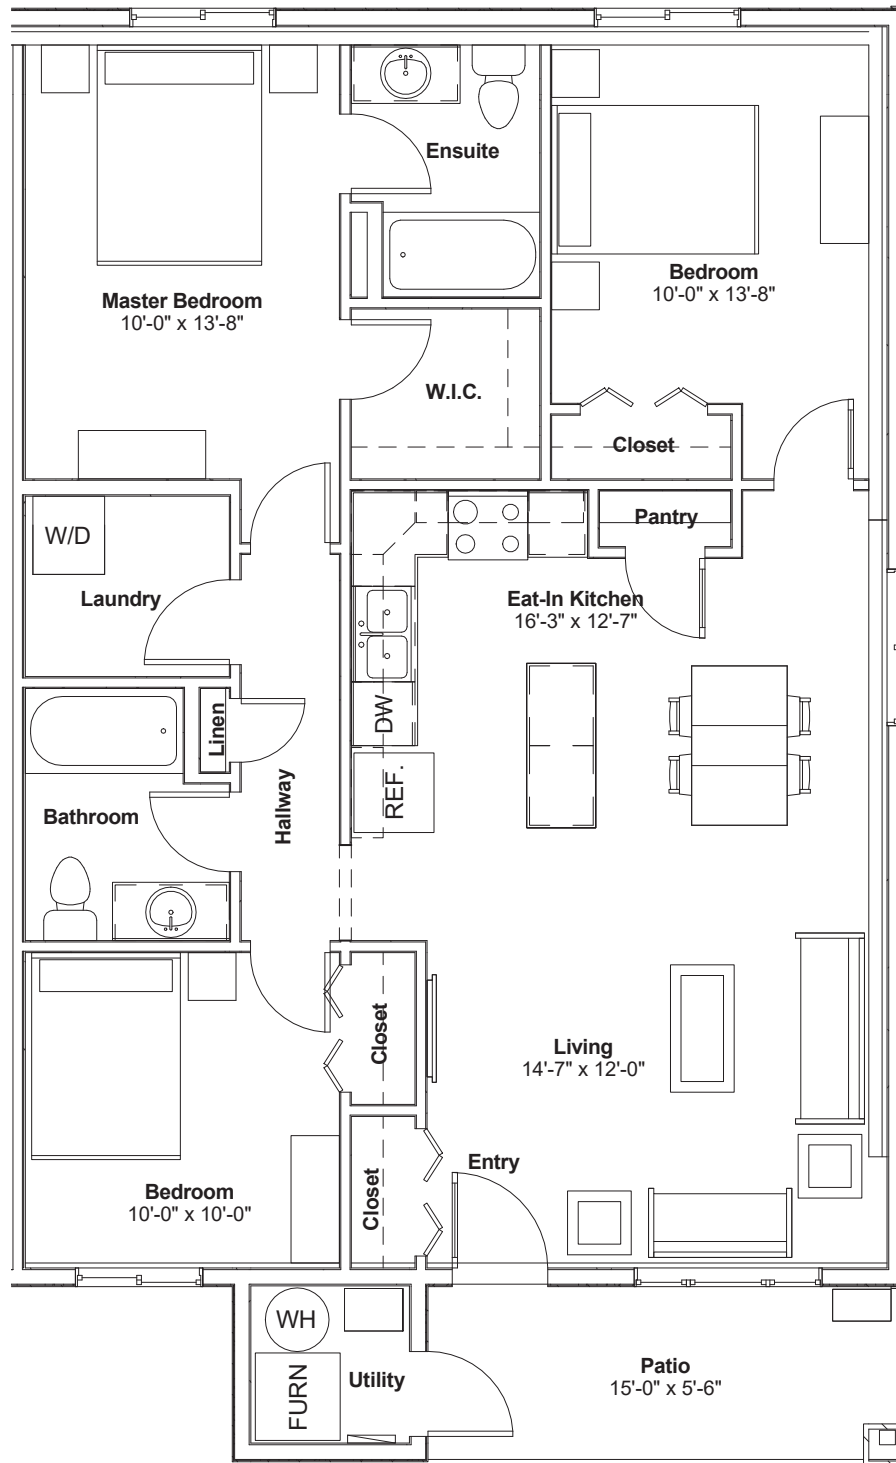 Ensuite
Master Bedroom
10'-0" x 13'-8"
Bedroom
10'-0" x 13'-8"
W.I.C.
Closet
Pantry
W/D
Laundry
Eat-In Kitchen
16'-3" x 12'-7"
Linen
DW
REF.
Hallway
Bathroom
Closet
Living
14'-7" x 12'-0"
Entry
Closet
Bedroom
10'-0" x 10'-0"
WH
FURN
Utility
Patio
15'-0" x 5'-6"